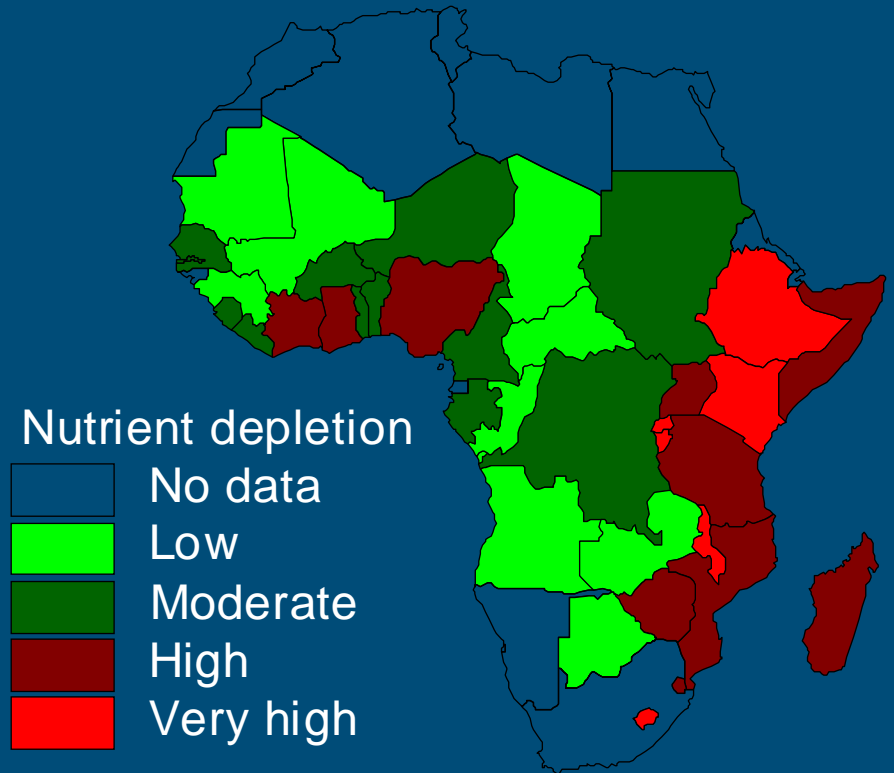 Nutrient depletion
No data
Low
Moderate
High
Very high